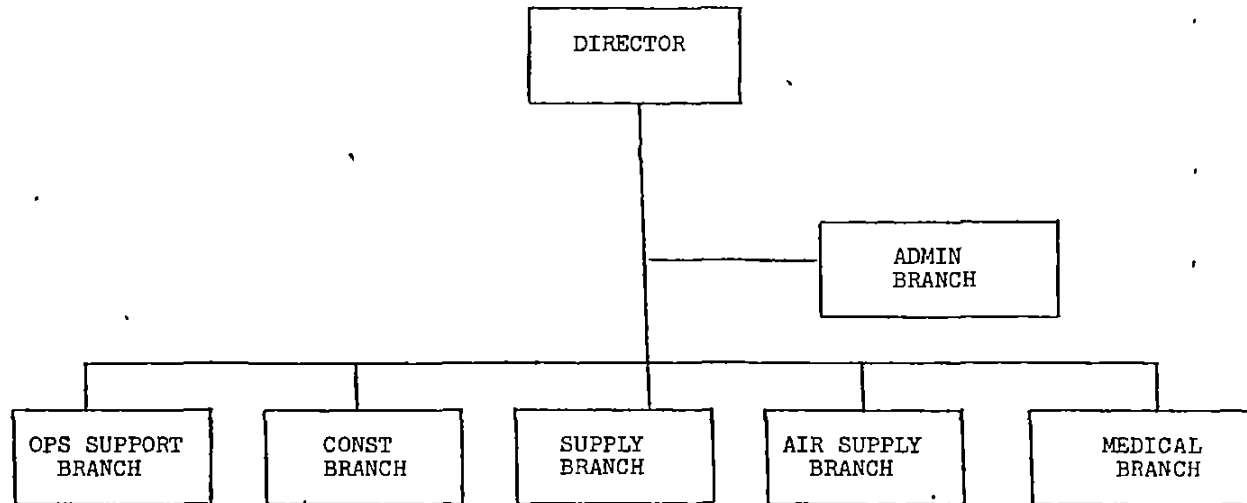 DIRECTOR
ADMIN
BRANCH
OPS SUPPORT
BRANCH
CONST
BRANCH
SUPPLY
BRANCH
AIR SUPPLY
BRANCH
MEDICAL
BRANCH